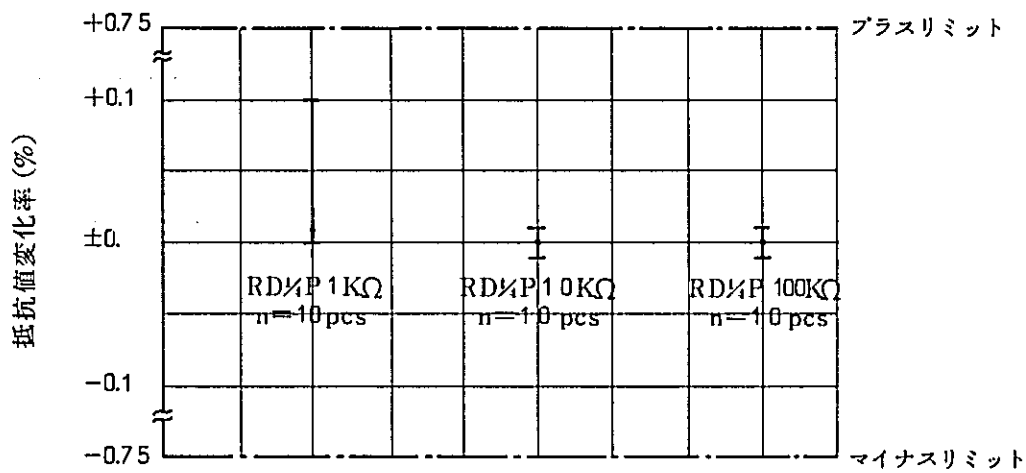 +0.75
プラスリミット
+0.1
抵抗値変化率(%)
±0.
RD¼P 1KΩ
n=10pcs
RD¼P 10KΩ
n=10pcs
RD¼P 100KΩ
n=10pcs
-0.1
-0.75
マイナスリミット